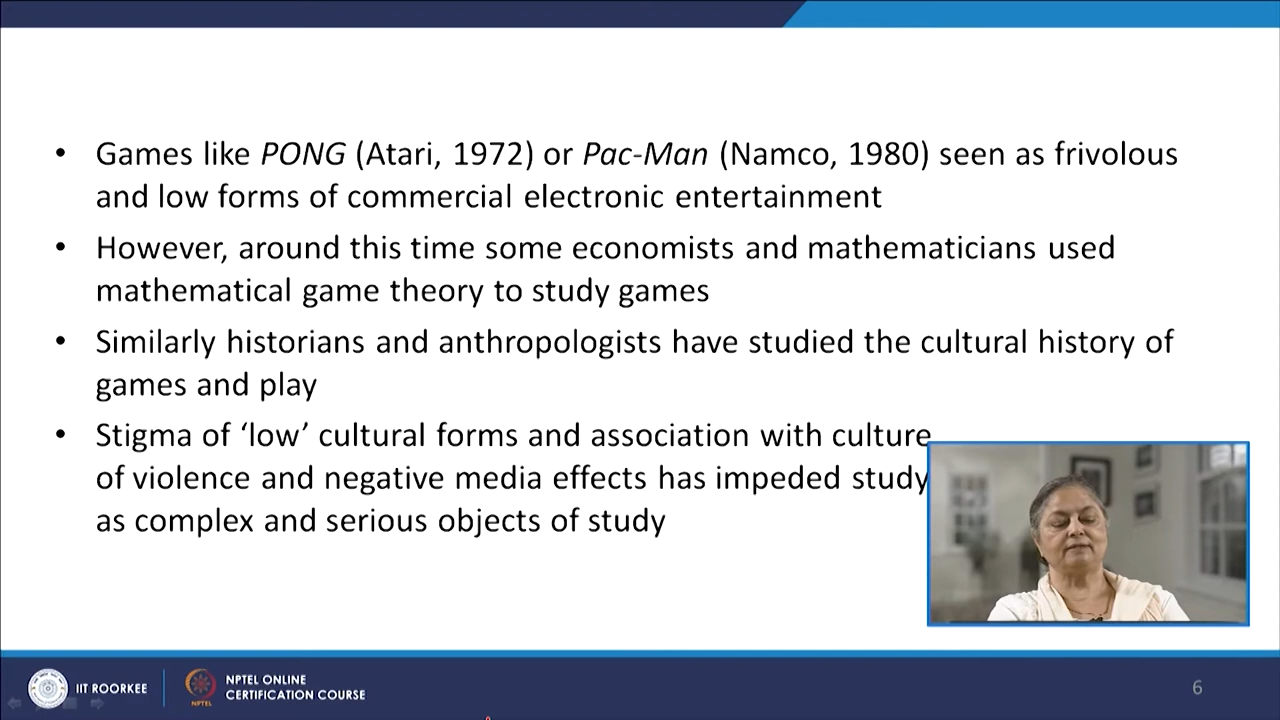 • Games like PONG (Atari, 1972) or Pac-Man (Namco, 1980) seen as frivolous
and low forms of commercial electronic entertainment
• However, around this time some economists and mathematicians used
mathematical game theory to study games
• Similarly historians and anthropologists have studied the cultural history of
games and play
• Stigma of ‘low’ cultural forms and association with culture
of violence and negative media effects has impeded study
as complex and serious objects of study
IIT ROORKEE
NPTEL
NPTEL ONLINE
CERTIFICATION COURSE
6